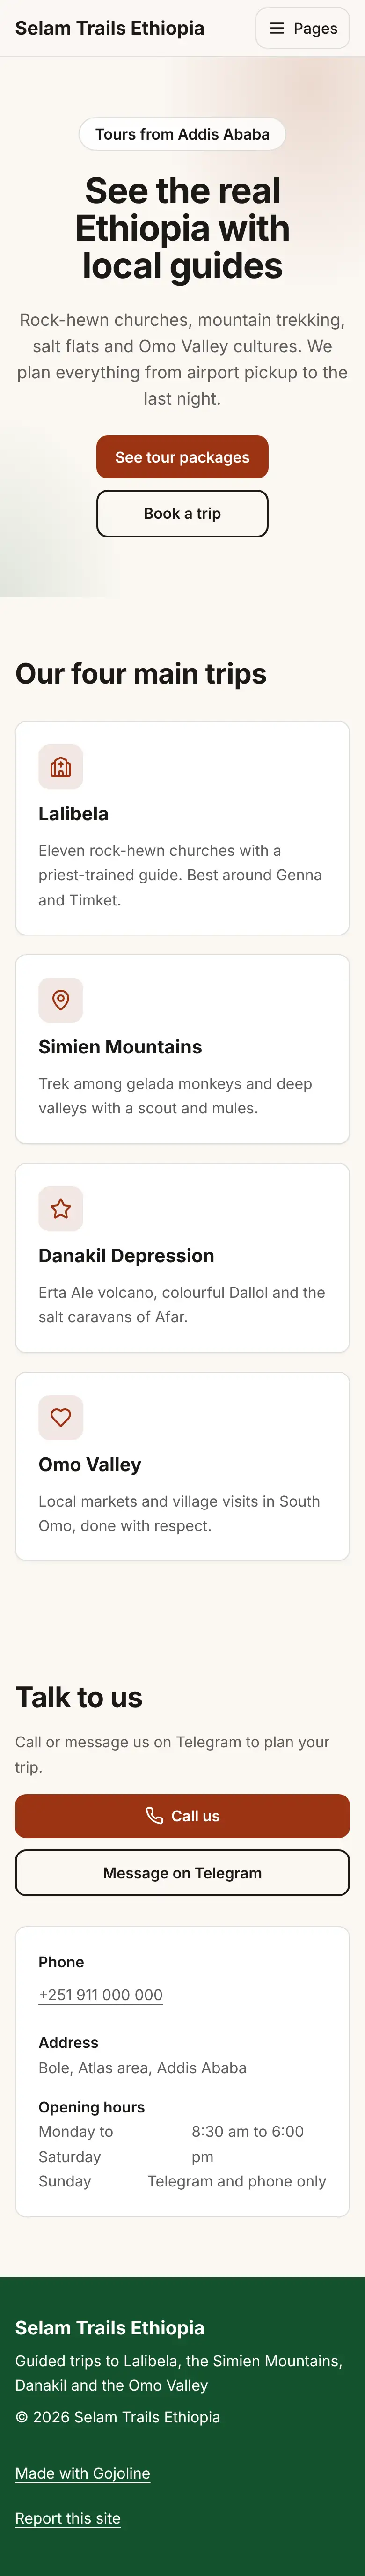 Selam Trails Ethiopia
Pages
Tours from Addis Ababa
See the real
Ethiopia with
local guides
Rock-hewn churches, mountain trekking,
salt flats and Omo Valley cultures. We
plan everything from airport pickup to the
last night.
See tour packages
Book a trip
Our four main trips
Lalibela
Eleven rock-hewn churches with a
priest-trained guide. Best around Genna
and Timket.
Simien Mountains
Trek among gelada monkeys and deep
valleys with a scout and mules.
Danakil Depression
Erta Ale volcano, colourful Dallol and the
salt caravans of Afar.
Omo Valley
Local markets and village visits in South
Omo, done with respect.
Talk to us
Call or message us on Telegram to plan your
trip.
Call us
Message on Telegram
Phone
+251 911 000 000
Address
Bole, Atlas area, Addis Ababa
Opening hours
Monday to Saturday
8:30 am to 6:00 pm
Sunday
Telegram and phone only
Selam Trails Ethiopia
Guided trips to Lalibela, the Simien Mountains,
Danakil and the Omo Valley
© 2026 Selam Trails Ethiopia
Made with Gojoline
Report this site